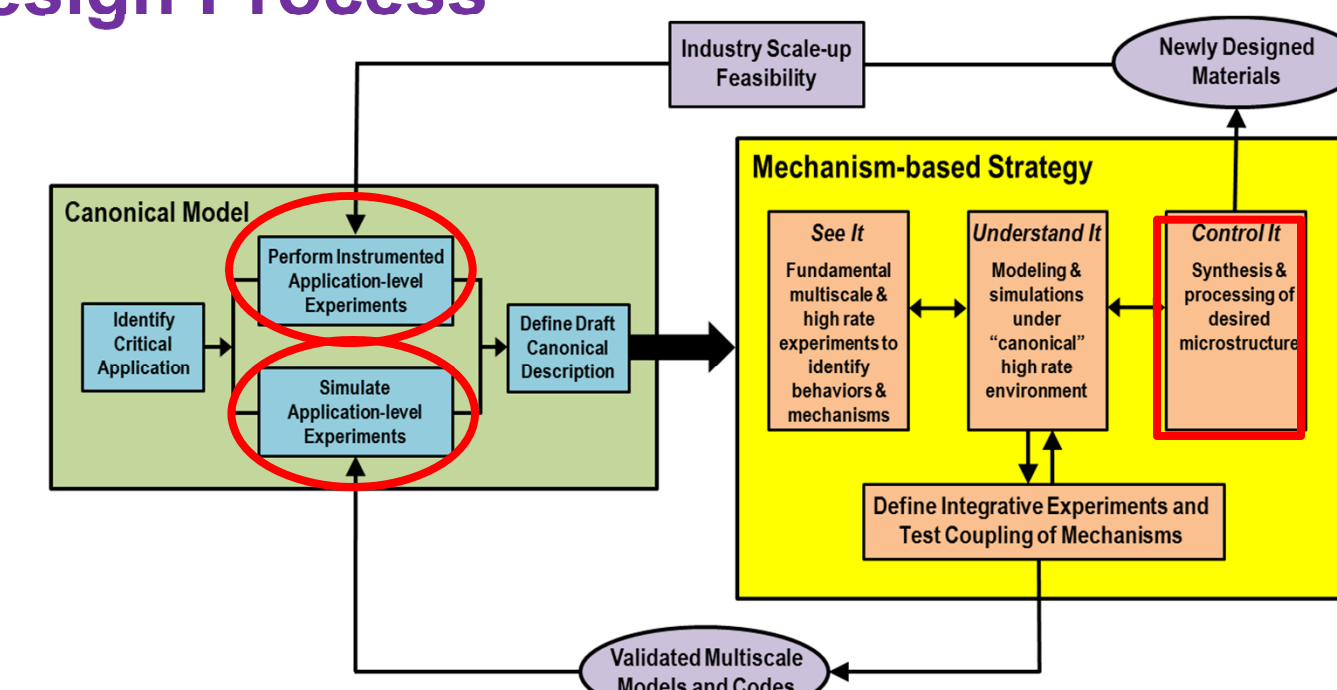 esign Process
Industry Scale-up
Feasibility
Newly Designed
Materials
Canonical Model
Identify
Critical
Application
Perform Instrumented
Application-level
Experiments
Simulate
Application-level
Experiments
Define Draft
Canonical
Description
Mechanism-based Strategy
See It
Fundamental
multiscale &
high rate
experiments to
identify
behaviors &
mechanisms
Understand It
Modeling &
simulations
under
“canonical”
high rate
environment
Control It
Synthesis &
processing of
desired
microstructure
Define Integrative Experiments and
Test Coupling of Mechanisms
Validated Multiscale
Models and Codes